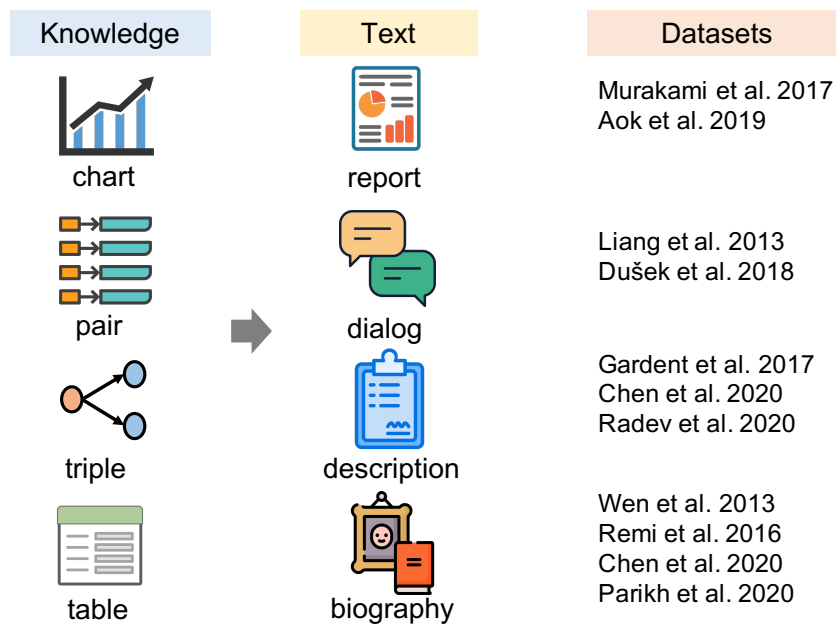 Knowledge
Text
Datasets
chart
report
Murakami et al. 2017
Aok et al. 2019
pair
dialog
Liang et al. 2013
Dušek et al. 2018
triple
description
Gardent et al. 2017
Chen et al. 2020
Radev et al. 2020
table
biography
Wen et al. 2013
Remi et al. 2016
Chen et al. 2020
Parikh et al. 2020